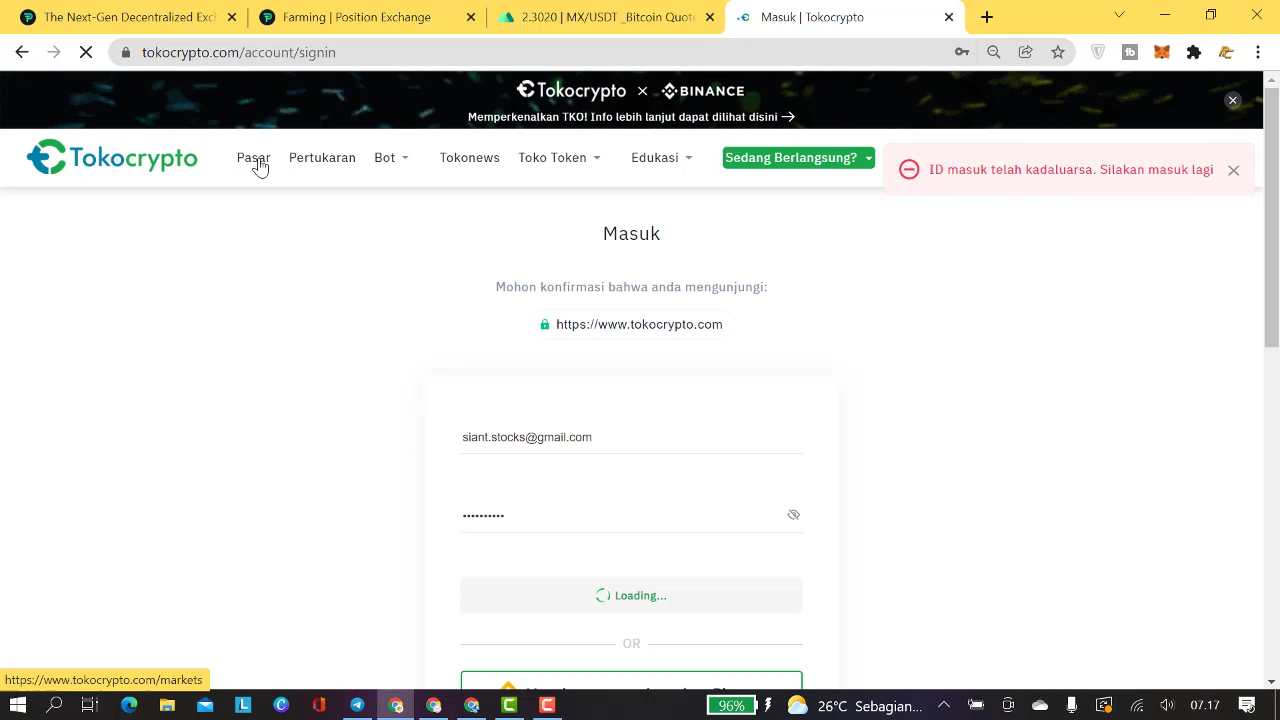 The Next-Gen Decentralized Exch
Farming | Position Exchange
2.3020 | MX/USDT _Bitcoin Quote
Masuk | Tokocrypto
tokocrypto.com/account/signin
Tokocrypto × BINANCE
Memperkenalkan TKO! Info lebih lanjut dapat dilihat disini →
Tokocrypto
Pasar
Pertukaran
Bot
Tokonews
Toko Token
Edukasi
Sedang Berlangsung?
ID masuk telah kadaluarsa. Silakan masuk lagi
Masuk
Mohon konfirmasi bahwa anda mengunjungi:
https://www.tokocrypto.com
siant.stocks@gmail.com
••••••••••
Loading...
OR
https://www.tokocrypto.com/markets
96%
26°C Sebagian...
17.17